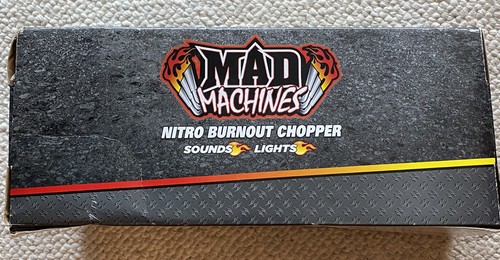 MAD
MACHINES
NITRO BURNOUT CHOPPER
SOUNDS LIGHTS